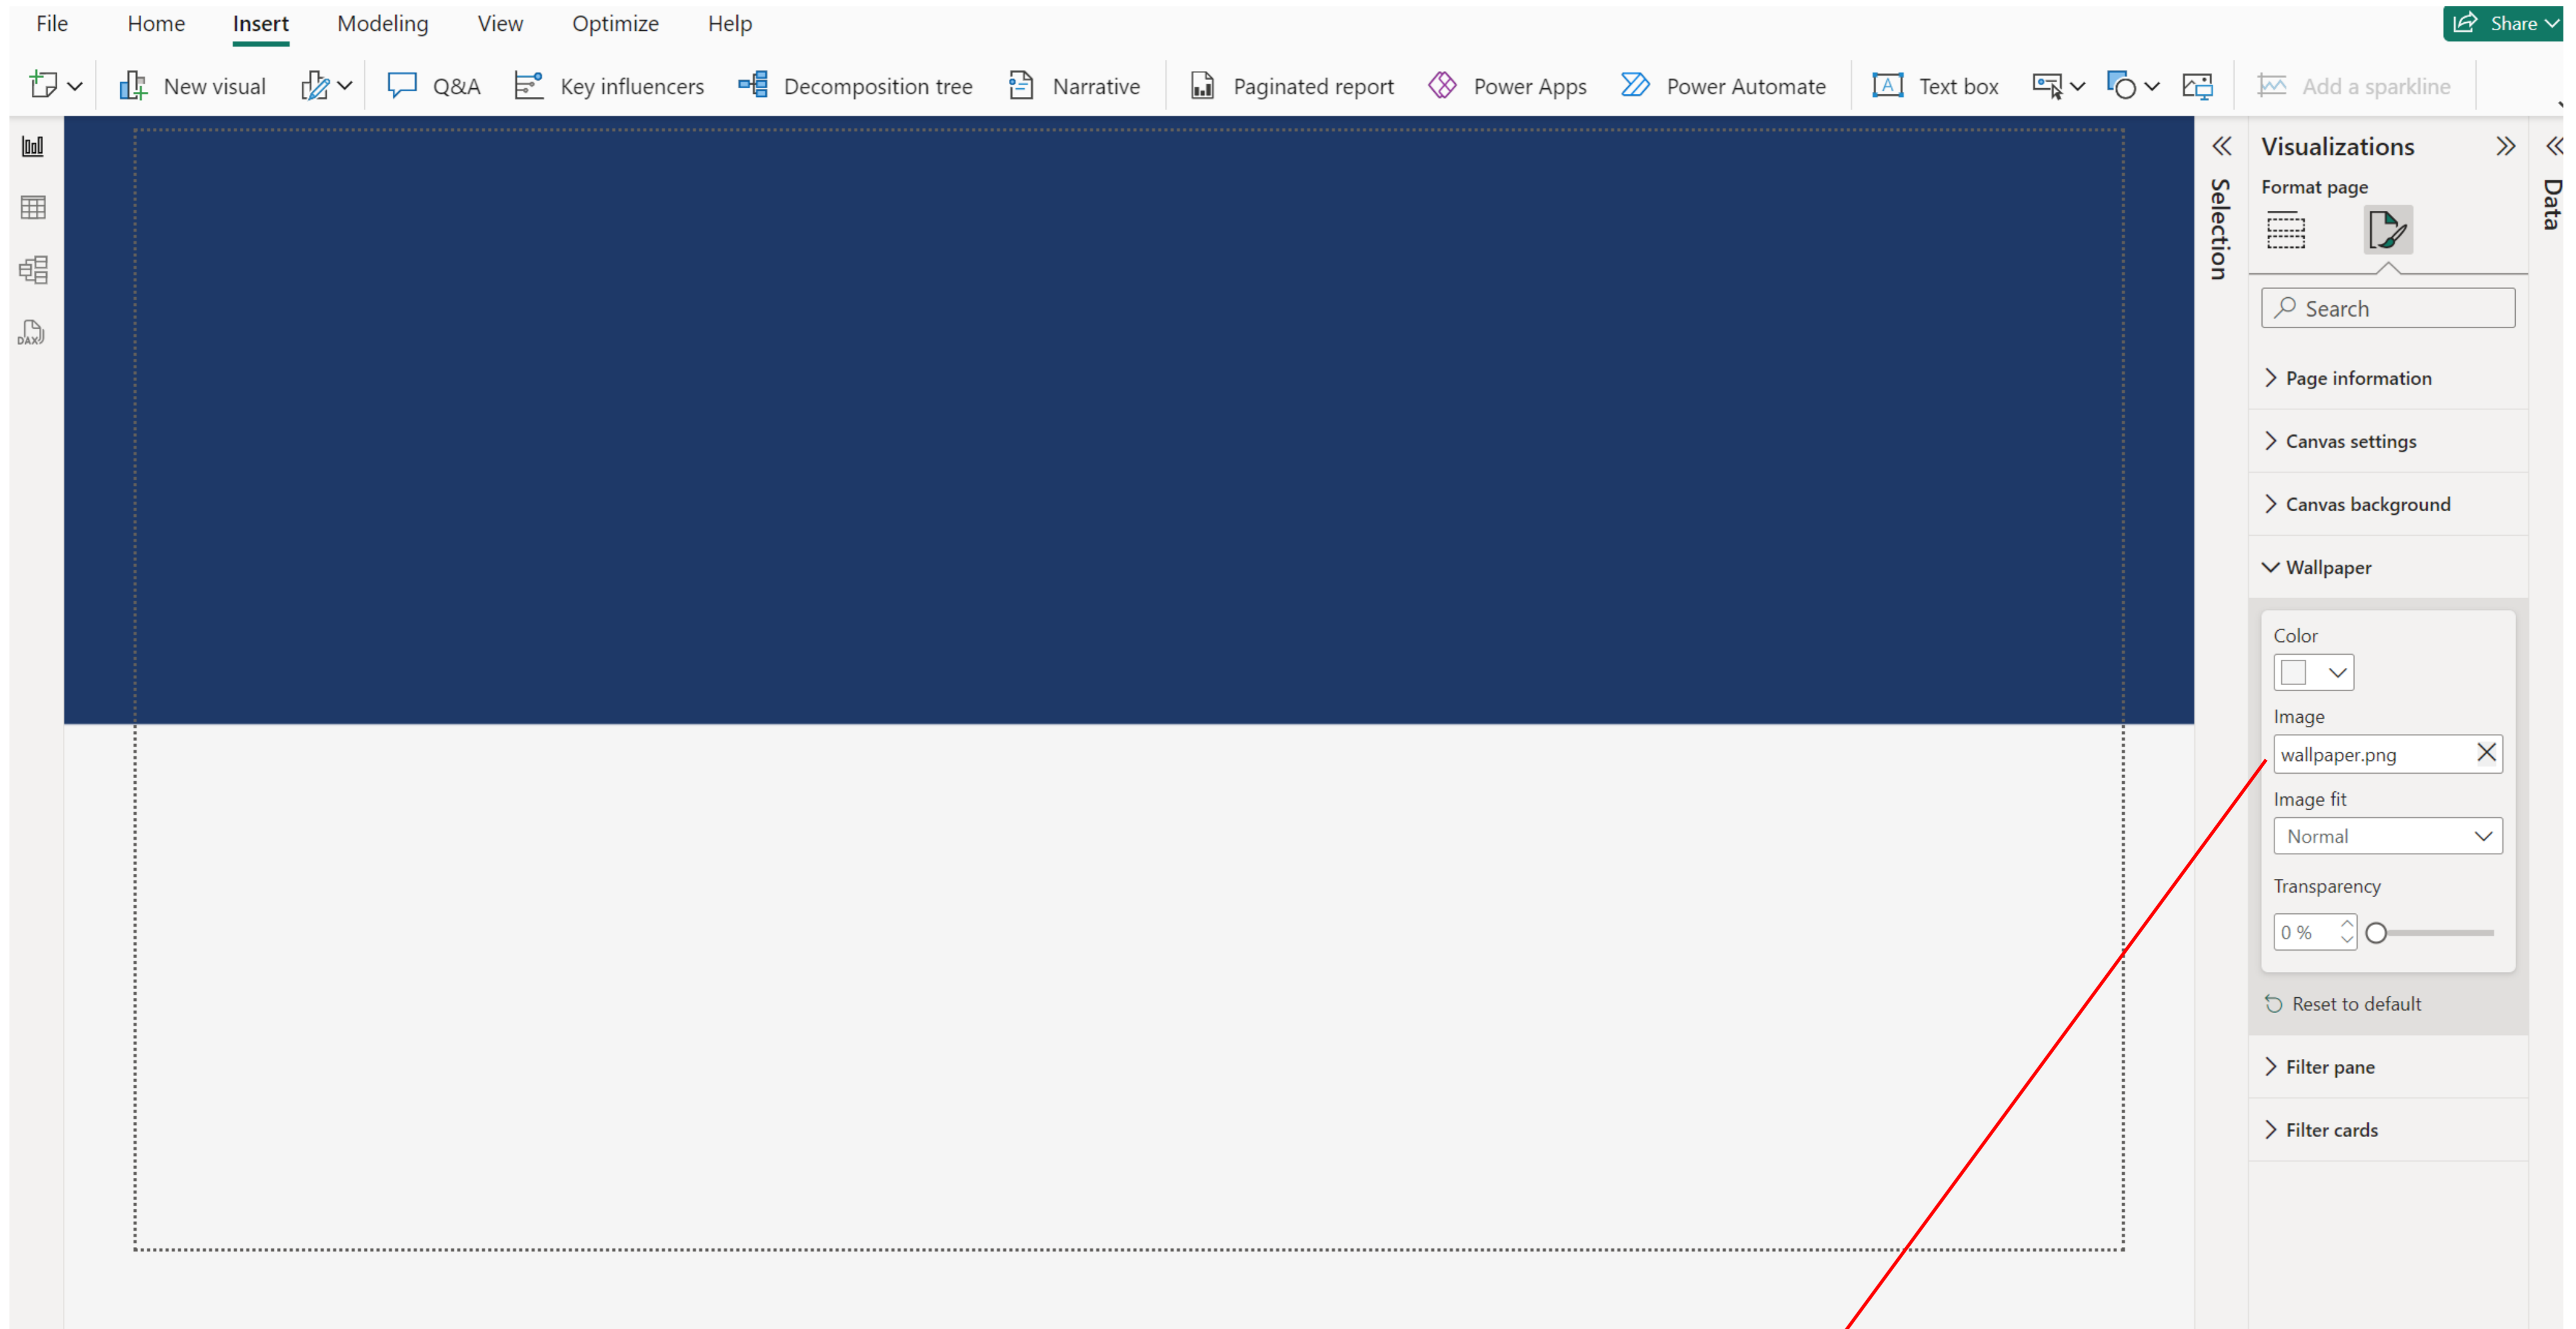 File Home Insert Modeling View Optimize Help Share
New visual Q&A Key influencers Decomposition tree Narrative Paginated report Power Apps Power Automate A Text box Add a sparkline
DAX
Selection
Visualizations
Format page
Search
Page information
Canvas settings
Canvas background
Wallpaper
Color
Image
wallpaper.png
Image fit
Normal
Transparency
0 %
Reset to default
Filter pane
Filter cards
Data